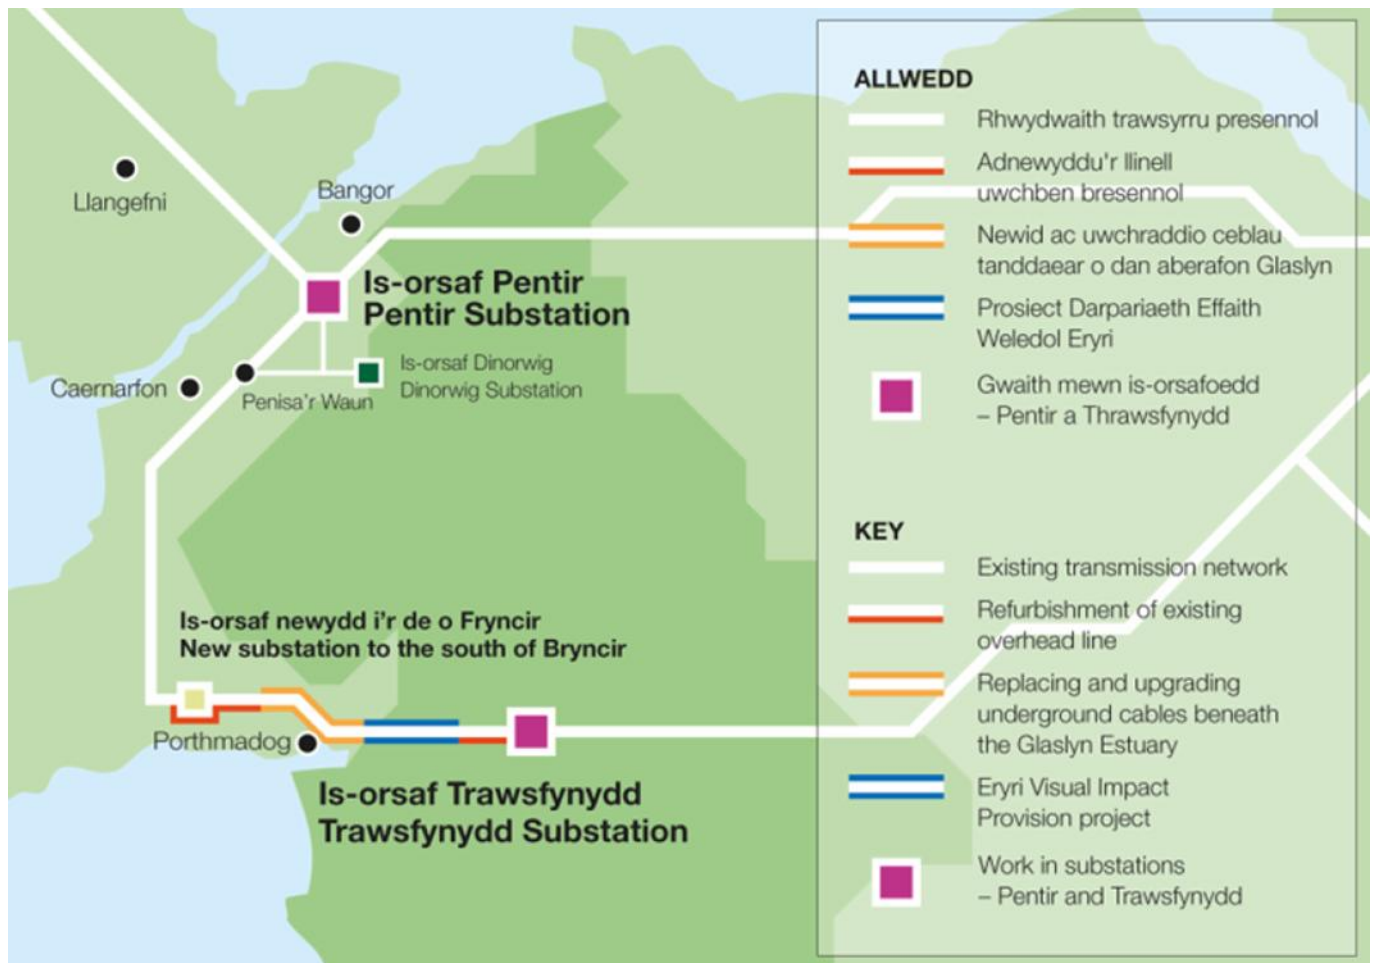 Llangefni
Bangor
Is-orsaf Pentir
Pentir Substation
Is-orsaf Dinorwig
Dinorwig Substation
Caernarfon
Penisa'r Waun
Is-orsaf newydd i'r de o Fryncir
New substation to the south of Bryncir
Porthmadog
Is-orsaf Trawsfynydd
Trawsfynydd Substation
ALLWEDD
Rhwydwaith trawsyrru presennol
Adnewyddu'r llinell
uwchben bresennol
Newid ac uwchraddio ceblau
tanddaear o dan aberafon Glaslyn
Prosiect Darpariaeth Effaith
Weledol Eryri
Gwaith mewn is-orsafoedd
– Pentir a Thrawsfynydd
KEY
Existing transmission network
Refurbishment of existing
overhead line
Replacing and upgrading
underground cables beneath
the Glaslyn Estuary
Eryri Visual Impact
Provision project
Work in substations
– Pentir and Trawsfynydd